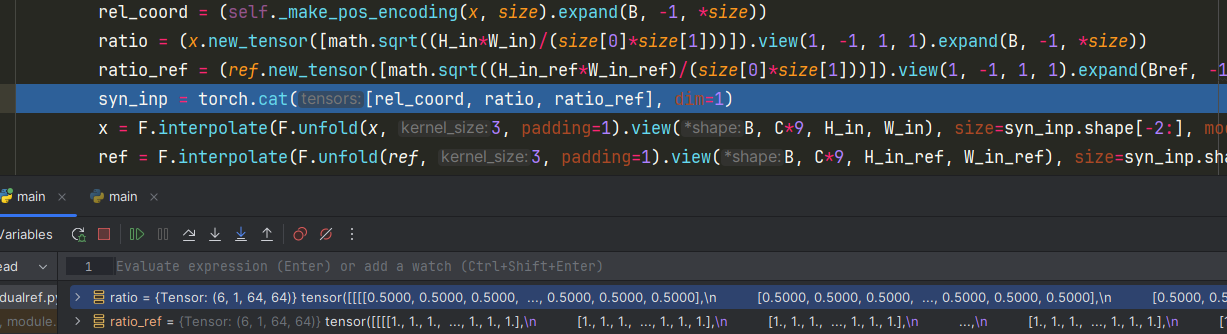 rel_coord = (self._make_pos_encoding(x, size).expand(B, -1, *size))
ratio = (x.new_tensor([math.sqrt((H_in*W_in)/(size[0]*size[1]))]).view(1, -1, 1, 1).expand(B, -1, *size))
ratio_ref = (ref.new_tensor([math.sqrt((H_in_ref*W_in_ref)/(size[0]*size[1]))]).view(1, -1, 1, 1).expand(Bref, -1
syn_inp = torch.cat( tensors: [rel_coord, ratio, ratio_ref], dim=1)
x = F.interpolate(F.unfold(x, kernel_size: 3, padding=1).view( *shape: B, C*9, H_in, W_in), size=syn_inp.shape[-2:], mo
ref = F.interpolate(F.unfold(ref, kernel_size: 3, padding=1).view( *shape: B, C*9, H_in_ref, W_in_ref), size=syn_inp.sha
main × main ×
Variables
ead 1 Evaluate expression (Enter) or add a watch (Ctrl+Shift+Enter)
dualref.py ratio = {Tensor: (6, 1, 64, 64)} tensor([[[[0.5000, 0.5000, 0.5000, ..., 0.5000, 0.5000, 0.5000],\n [0.5000, 0.5000, 0.5000, ..., 0.5000, 0.5000, 0.5000],\n [0.5000, 0.5
, module. ratio_ref = {Tensor: (6, 1, 64, 64)} tensor([[[[1., 1., 1., ..., 1., 1., 1.],\n [1., 1., 1., ..., 1., 1., 1.],\n [1., 1., 1., ..., 1., 1., 1.],\n ...,\n [1., 1., 1., ..., 1., 1., 1.],\n [1